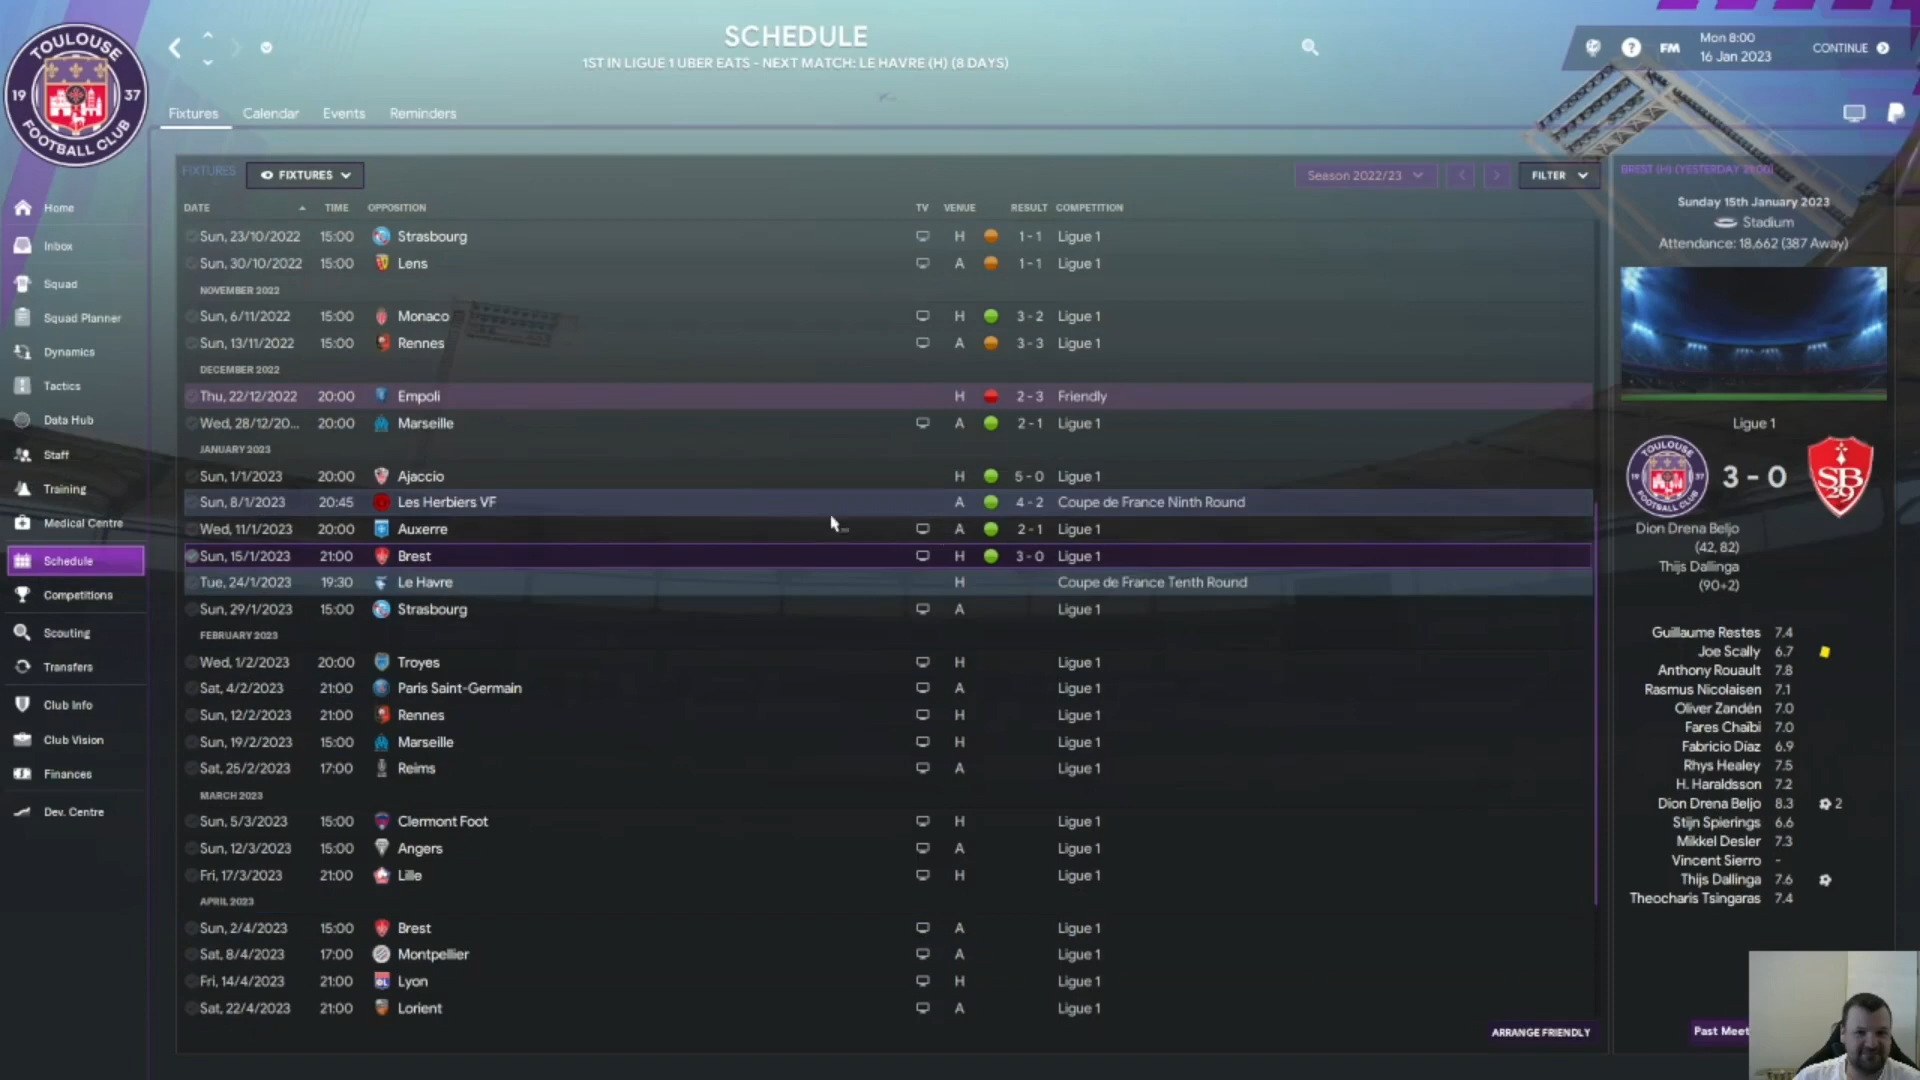 TOULOUSE
19 37
FOOTBALL CLUB
SCHEDULE
1ST IN LIGUE 1 UBER EATS - NEXT MATCH: LE HAVRE (H) (8 DAYS)
FM
Mon 8:00
16 Jan 2023
CONTINUE
Fixtures Calendar Events Reminders
Home
Inbox
Squad
Squad Planner
Dynamics
Tactics
Data Hub
Staff
Training
Medical Centre
Schedule
Competitions
Scouting
Transfers
Club Info
Club Vision
Finances
Dev. Centre
FIXTURES FIXTURES Season 2022/23 FILTER
DATE TIME OPPOSITION TV VENUE RESULT COMPETITION
Sun, 23/10/2022 15:00 Strasbourg H 1 - 1 Ligue 1
Sun, 30/10/2022 15:00 Lens A 1 - 1 Ligue 1
NOVEMBER 2022
Sun, 6/11/2022 15:00 Monaco H 3 - 2 Ligue 1
Sun, 13/11/2022 15:00 Rennes A 3 - 3 Ligue 1
DECEMBER 2022
Thu, 22/12/2022 20:00 Empoli H 2 - 3 Friendly
Wed, 28/12/20... 20:00 Marseille A 2 - 1 Ligue 1
JANUARY 2023
Sun, 1/1/2023 20:00 Ajaccio H 5 - 0 Ligue 1
Sun, 8/1/2023 20:45 Les Herbiers VF A 4 - 2 Coupe de France Ninth Round
Wed, 11/1/2023 20:00 Auxerre A 2 - 1 Ligue 1
Sun, 15/1/2023 21:00 Brest H 3 - 0 Ligue 1
Tue, 24/1/2023 19:30 Le Havre H Coupe de France Tenth Round
Sun, 29/1/2023 15:00 Strasbourg A Ligue 1
FEBRUARY 2023
Wed, 1/2/2023 20:00 Troyes H Ligue 1
Sat, 4/2/2023 21:00 Paris Saint-Germain A Ligue 1
Sun, 12/2/2023 21:00 Rennes H Ligue 1
Sun, 19/2/2023 15:00 Marseille H Ligue 1
Sat, 25/2/2023 17:00 Reims A Ligue 1
MARCH 2023
Sun, 5/3/2023 15:00 Clermont Foot H Ligue 1
Sun, 12/3/2023 15:00 Angers A Ligue 1
Fri, 17/3/2023 21:00 Lille H Ligue 1
APRIL 2023
Sun, 2/4/2023 15:00 Brest A Ligue 1
Sat, 8/4/2023 17:00 Montpellier A Ligue 1
Fri, 14/4/2023 21:00 Lyon H Ligue 1
Sat, 22/4/2023 21:00 Lorient A Ligue 1
ARRANGE FRIENDLY
BREST (H) (YESTERDAY 21:00)
Sunday 15th January 2023
Stadium
Attendance: 18,662 (387 Away)
Ligue 1
TOULOUSE
19 37
3 - 0
SB
29
Dion Drena Beljo
(42, 82)
Thijs Dallinga
(90+2)
Guillaume Restes 7.4
Joe Scally 6.7
Anthony Rouault 7.8
Rasmus Nicolaisen 7.1
Oliver Zandén 7.0
Fares Chaïbi 7.0
Fabricio Díaz 6.9
Rhys Healey 7.5
H. Haraldsson 7.2
Dion Drena Beljo 8.3 2
Stijn Spierings 6.6
Mikkel Desler 7.3
Vincent Sierro -
Thijs Dallinga 7.6
Theocharis Tsingaras 7.4
Past Meet